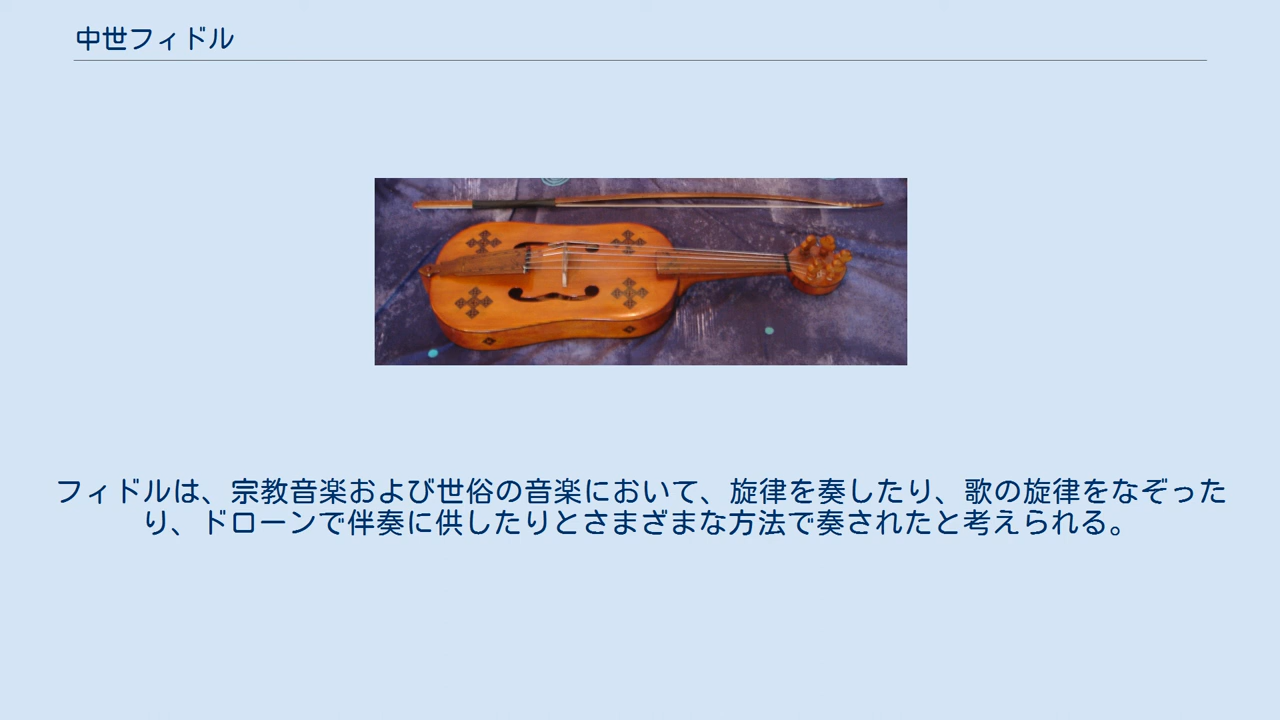 中世フィドル
フィドルは、宗教音楽および世俗の音楽において、旋律を奏したり、歌の旋律をなぞった
り、ドローンで伴奏に供したりとさまざまな方法で奏されたと考えられる。